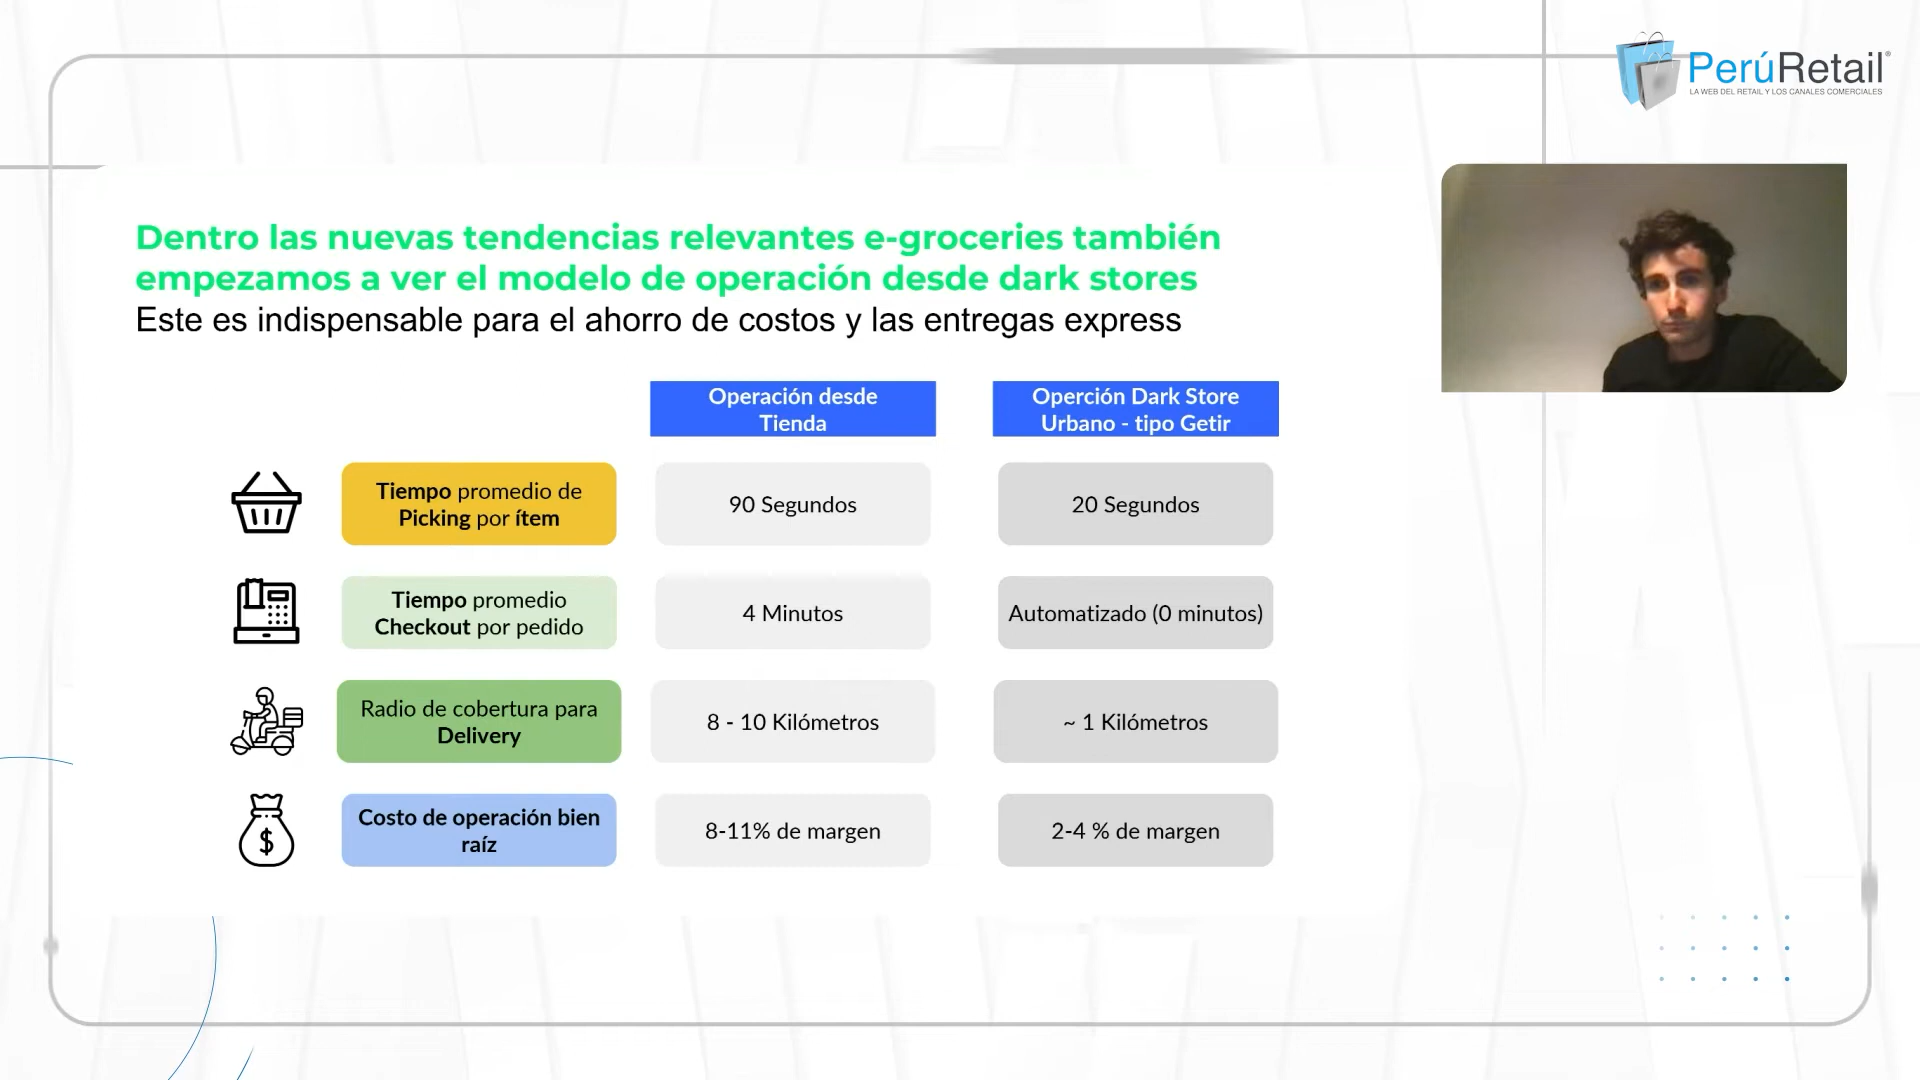 PerúRetail®
LA WEB DEL RETAIL Y LOS CANALES COMERCIALES
Dentro las nuevas tendencias relevantes e-groceries también
empezamos a ver el modelo de operación desde dark stores
Este es indispensable para el ahorro de costos y las entregas express
Operación desde
Tienda
Operción Dark Store
Urbano - tipo Getir
Tiempo promedio de
Picking por ítem
90 Segundos
20 Segundos
Tiempo promedio
Checkout por pedido
4 Minutos
Automatizado (0 minutos)
Radio de cobertura para
Delivery
8 - 10 Kilómetros
~ 1 Kilómetros
Costo de operación bien
raíz
8-11% de margen
2-4 % de margen
$